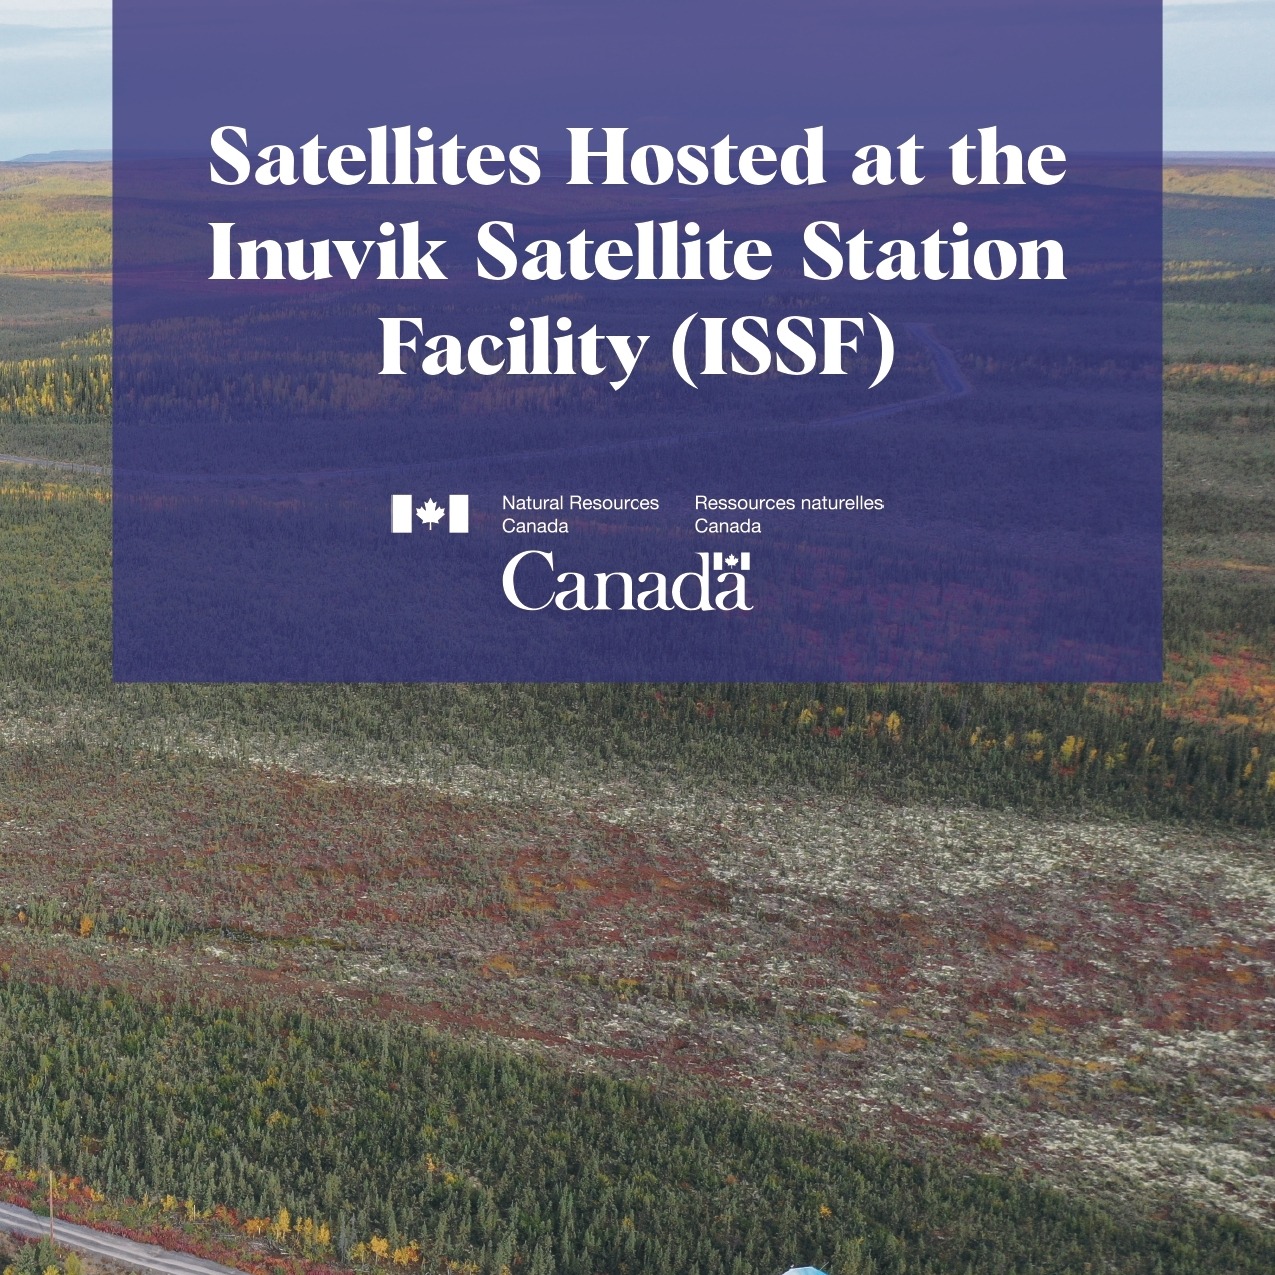 Satellites Hosted at the
Inuvik Satellite Station
Facility (ISSF)
Natural Resources
Canada
Ressources naturelles
Canada
Canada